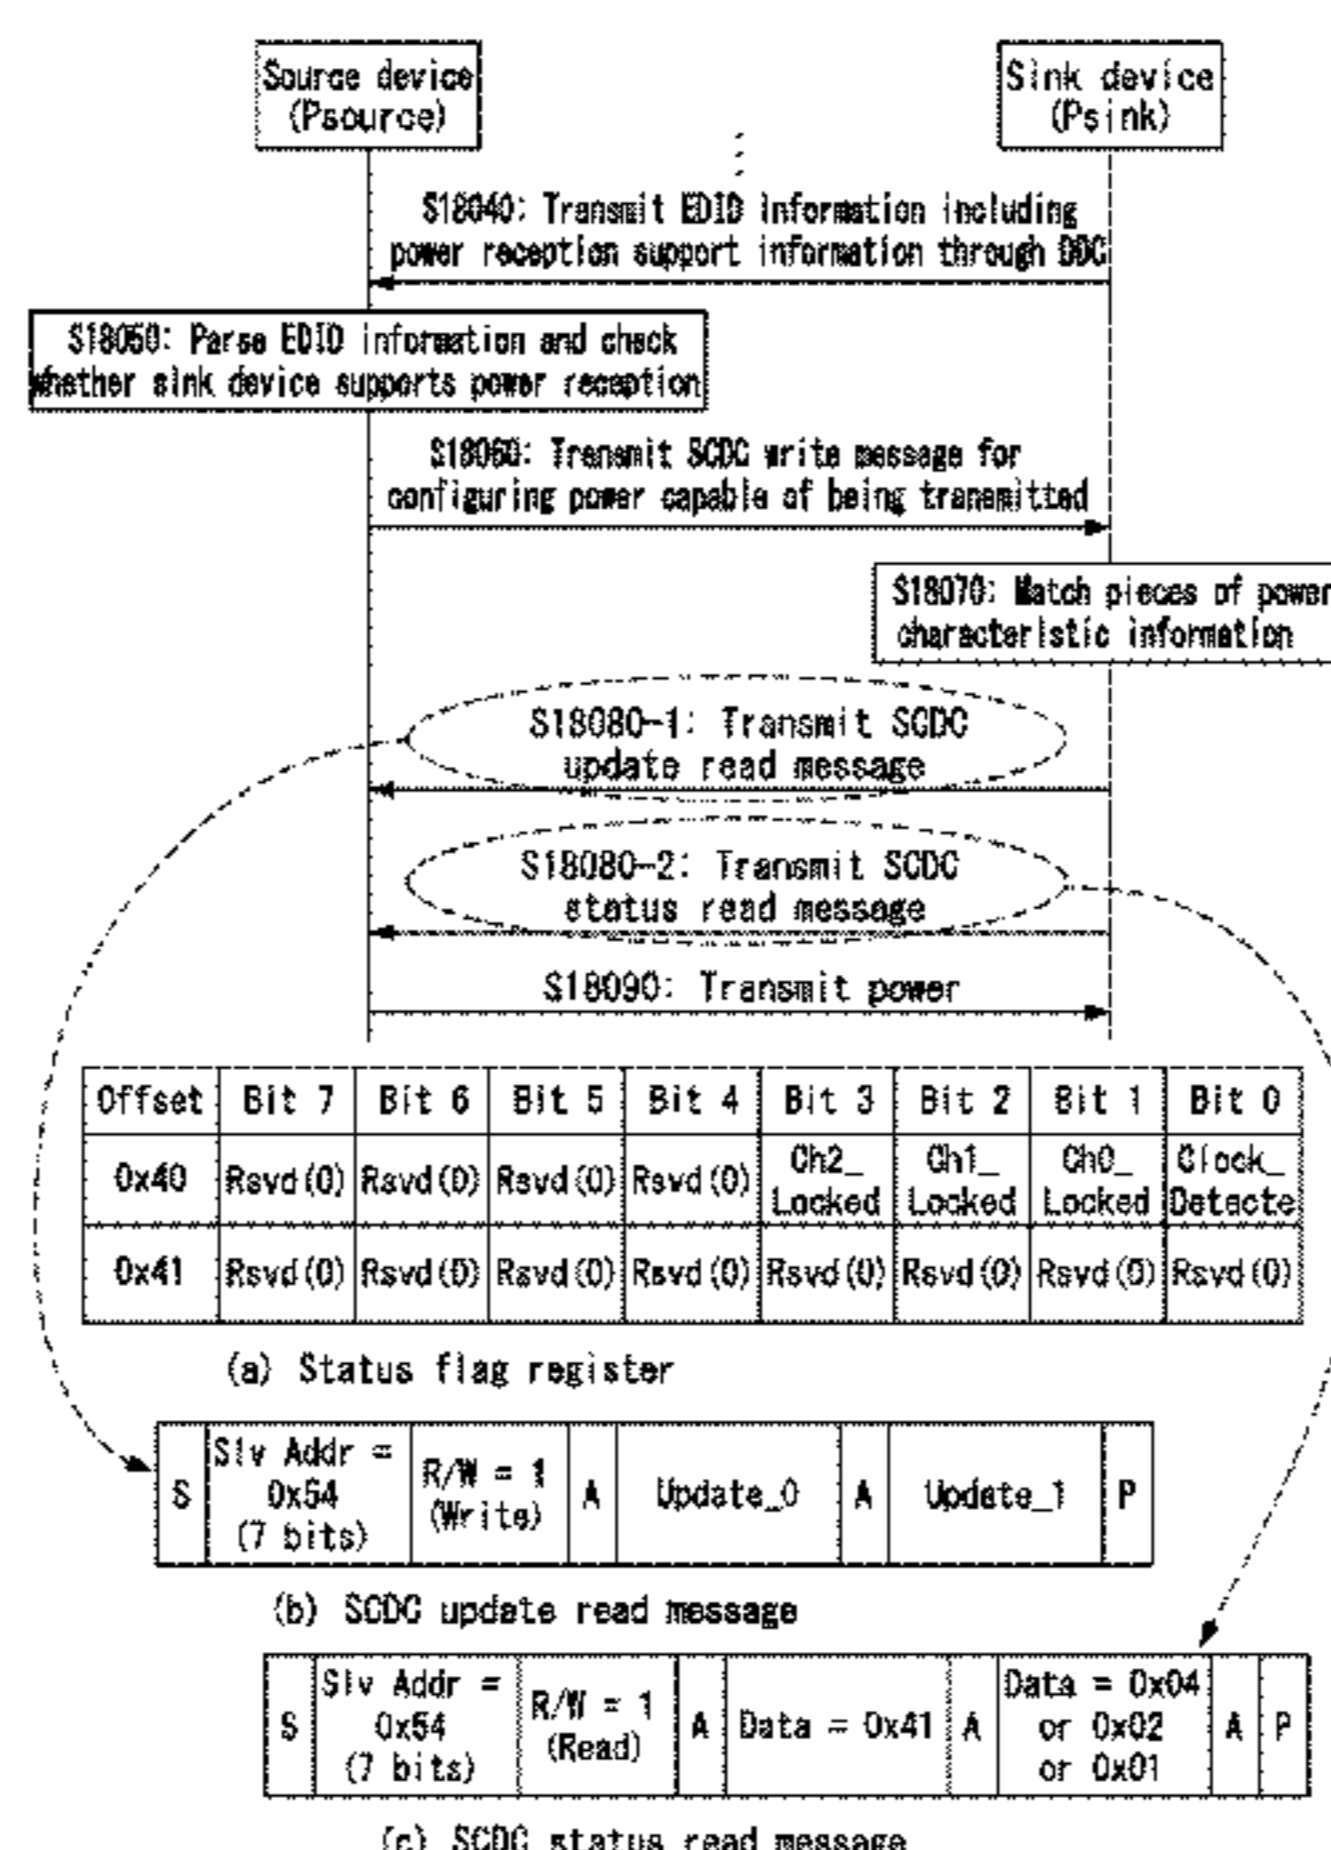 Source device
(Psource)
Sink device
(Psink)
S18040: Transmit EDID information including
power reception support information through DDC
S18050: Parse EDID information and check
whether sink device supports power reception
S18060: Transmit SCDC write message for
configuring power capable of being transmitted
S18070: Match pieces of power
characteristic information
S18080-1: Transmit SCDC
update read message
S18080-2: Transmit SCDC
status read message
S18090: Transmit power
Offset Bit 7 Bit 6 Bit 5 Bit 4 Bit 3 Bit 2 Bit 1 Bit 0
0x40 Rsvd(0) Rsvd(0) Rsvd(0) Rsvd(0) Ch2_ Locked Ch1_ Locked Ch0_ Locked Clock_ Detecte
0x41 Rsvd(0) Rsvd(0) Rsvd(0) Rsvd(0) Rsvd(0) Rsvd(0) Rsvd(0) Rsvd(0)
(a) Status flag register
S
Slv Addr =
0x54
(7 bits)
R/W = 1
(Write)
A
Update_0
A
Update_1
P
(b) SCDC update read message
S
Slv Addr =
0x54
(7 bits)
R/W = 1
(Read)
A
Data = 0x41
A
Data = 0x04
or 0x02
or 0x01
A
P
(c) SCDC status read message